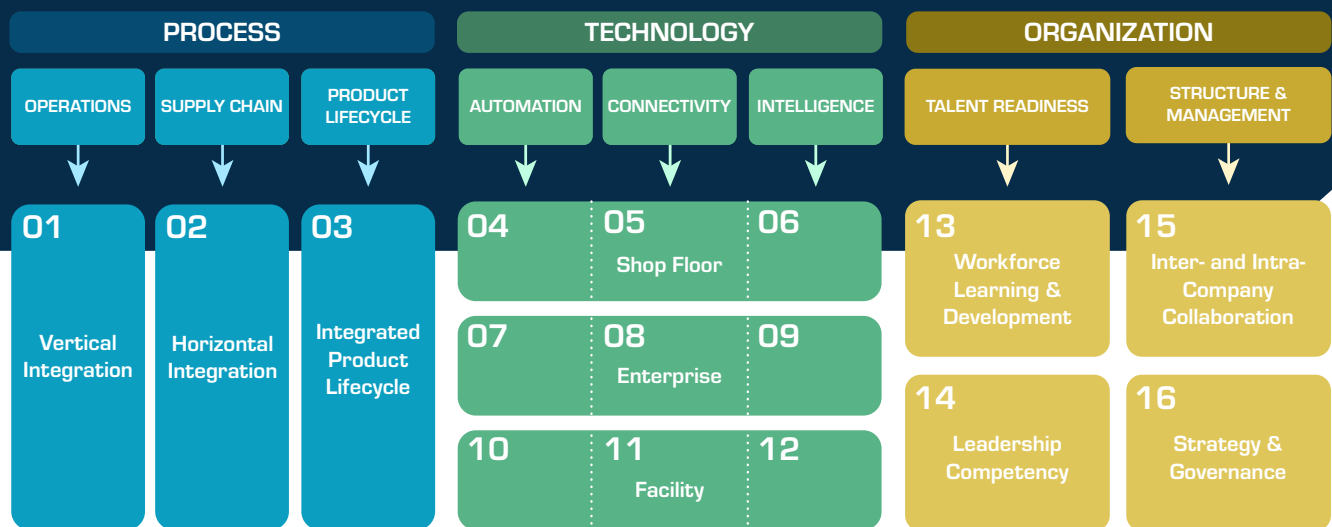 PROCESS
TECHNOLOGY
ORGANIZATION
OPERATIONS
SUPPLY CHAIN
PRODUCT
LIFECYCLE
AUTOMATION
CONNECTIVITY
INTELLIGENCE
TALENT READINESS
STRUCTURE &
MANAGEMENT
01
Vertical
Integration
02
Horizontal
Integration
03
Integrated
Product
Lifecycle
04
05
06
Shop Floor
07
08
09
Enterprise
10
11
12
Facility
13
Workforce
Learning &
Development
14
Leadership
Competency
15
Inter- and Intra-
Company
Collaboration
16
Strategy &
Governance